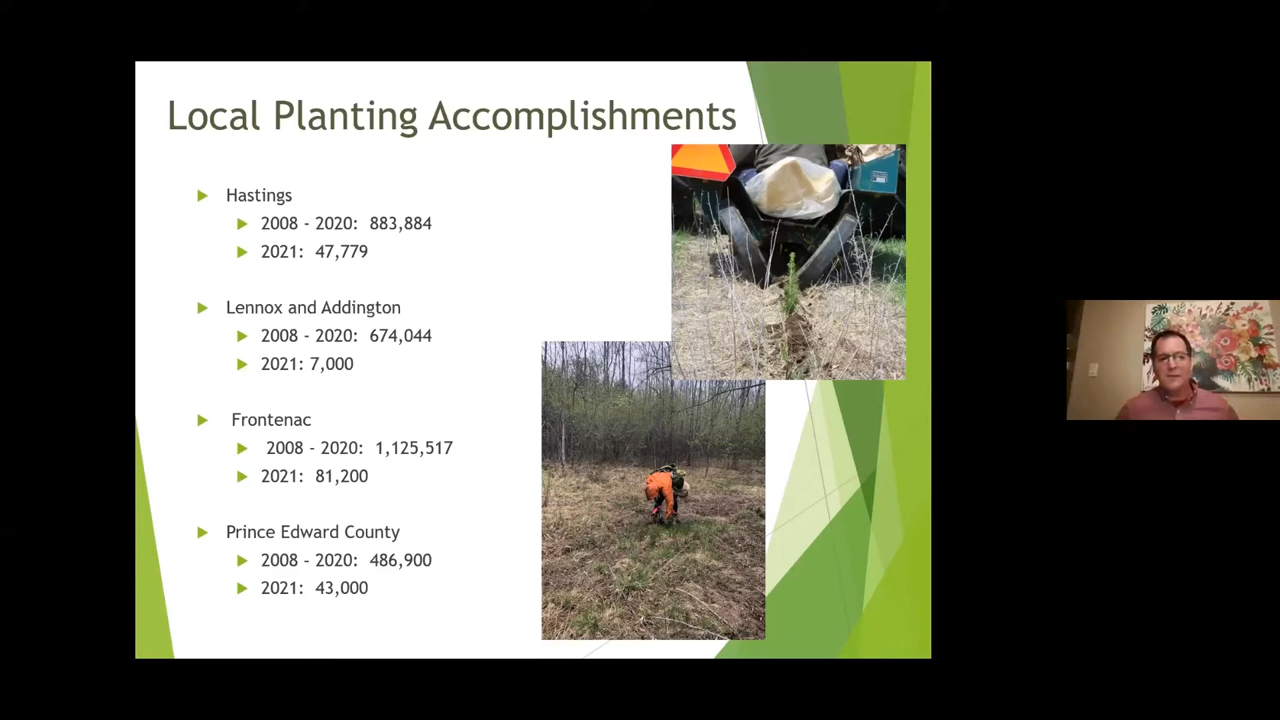 Local Planting Accomplishments
Hastings
2008 - 2020: 883,884
2021: 47,779
Lennox and Addington
2008 - 2020: 674,044
2021: 7,000
Frontenac
2008 - 2020: 1,125,517
2021: 81,200
Prince Edward County
2008 - 2020: 486,900
2021: 43,000